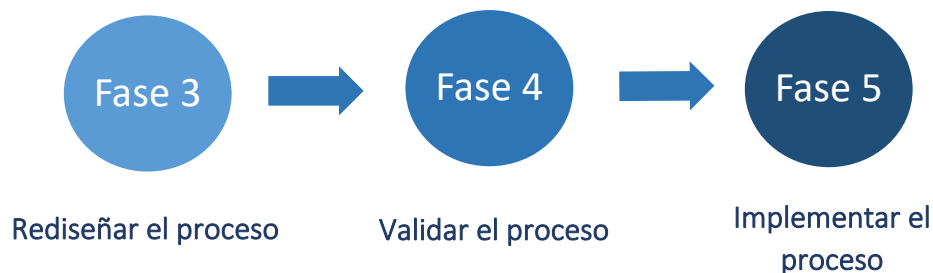 Fase 3
Fase 4
Fase 5
Rediseñar el proceso
Validar el proceso
Implementar el
proceso